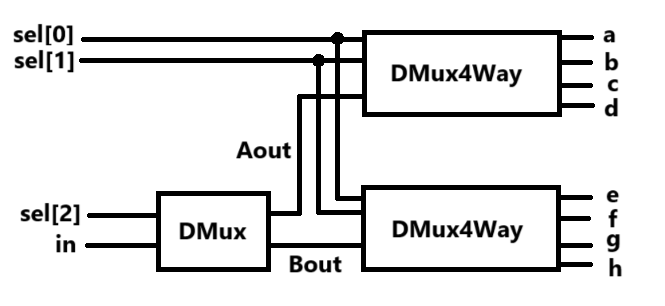 sel[0]
sel[1]
DMux4Way
a
b
c
d
Aout
sel[2]
in
DMux
Bout
DMux4Way
e
f
g
h